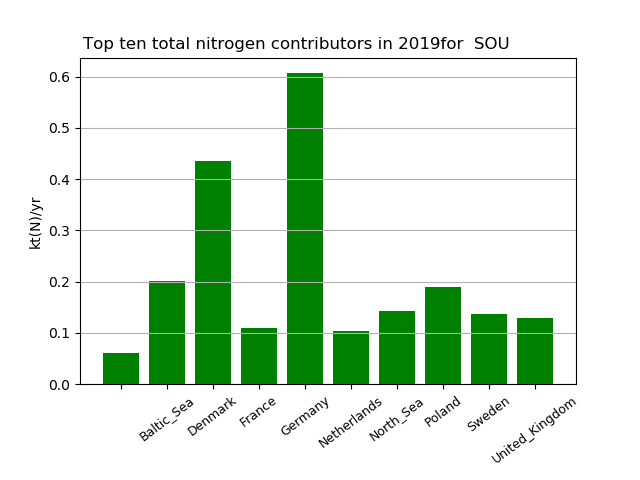 Top ten total nitrogen contributors in 2019for  SOU
kt(N)/yr
0.6
0.5
0.4
0.3
0.2
0.1
0.0
Baltic_Sea
Denmark
France
Germany
Netherlands
North_Sea
Poland
Sweden
United_Kingdom